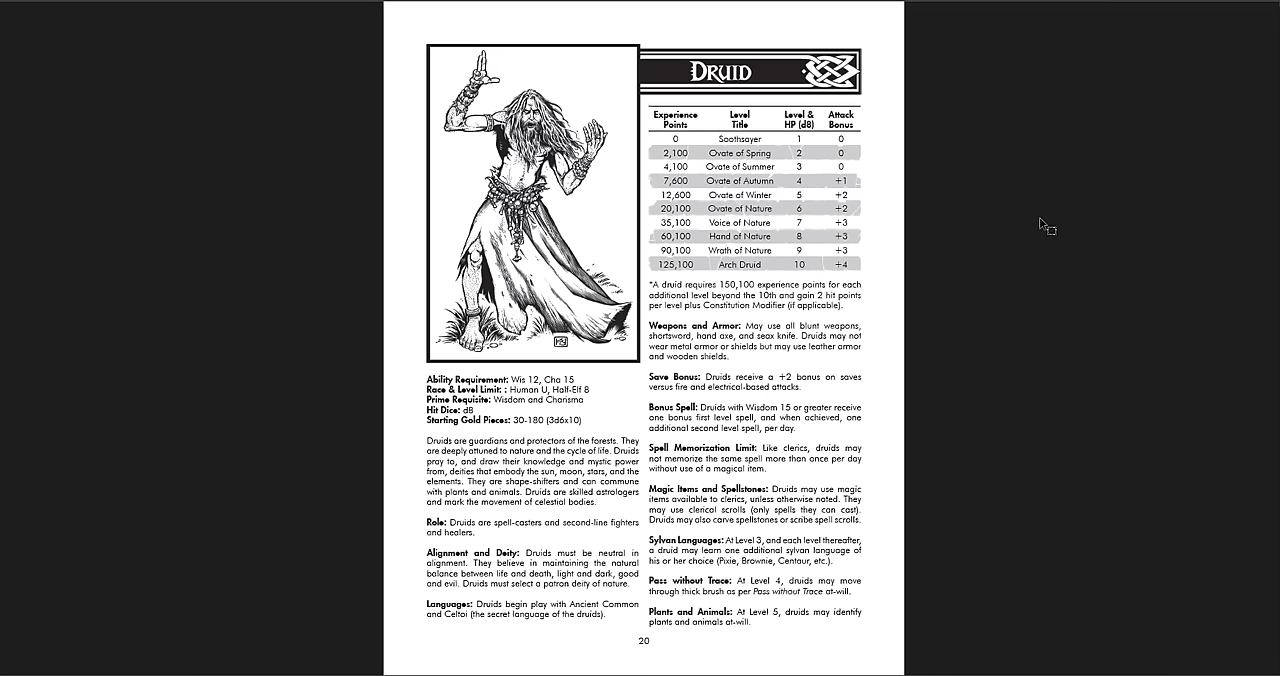 DRUID
Experience Points Level Title Level & HP (d8) Attack Bonus
0 Soothsayer 1 0
2,100 Ovate of Spring 2 0
4,100 Ovate of Summer 3 0
7,600 Ovate of Autumn 4 +1
12,600 Ovate of Winter 5 +2
20,100 Ovate of Nature 6 +2
35,100 Voice of Nature 7 +3
60,100 Hand of Nature 8 +3
90,100 Wrath of Nature 9 +3
125,100 Arch Druid 10 +4
Ability Requirement: Wis 12, Cha 15
Race & Level Limit: : Human U, Half-Elf 8
Prime Requisite: Wisdom and Charisma
Hit Dice: d8
Starting Gold Pieces: 30-180 (3d6x10)
Druids are guardians and protectors of the forests. They
are deeply attuned to nature and the cycle of life. Druids
pray to, and draw their knowledge and mystic power
from, deities that embody the sun, moon, stars, and the
elements. They are shape-shifters and can commune
with plants and animals. Druids are skilled astrologers
and mark the movement of celestial bodies.
Role: Druids are spell-casters and second-line fighters
and healers.
Alignment and Deity: Druids must be neutral in
alignment. They believe in maintaining the natural
balance between life and death, light and dark, good
and evil. Druids must select a patron deity of nature.
Languages: Druids begin play with Ancient Common
and Celtoi (the secret language of the druids).
*A druid requires 150,100 experience points for each
additional level beyond the 10th and gain 2 hit points
per level plus Constitution Modifier (if applicable).
Weapons and Armor: May use all blunt weapons,
shortsword, hand axe, and seax knife. Druids may not
wear metal armor or shields but may use leather armor
and wooden shields.
Save Bonus: Druids receive a +2 bonus on saves
versus fire and electrical-based attacks.
Bonus Spell: Druids with Wisdom 15 or greater receive
one bonus first level spell, and when achieved, one
additional second level spell, per day.
Spell Memorization Limit: Like clerics, druids may
not memorize the same spell more than once per day
without use of a magical item.
Magic Items and Spellstones: Druids may use magic
items available to clerics, unless otherwise noted. They
may use clerical scrolls (only spells they can cast).
Druids may also carve spellstones or scribe spell scrolls.
Sylvan Languages: At Level 3, and each level thereafter,
a druid may learn one additional sylvan language of
his or her choice (Pixie, Brownie, Centaur, etc.).
Pass without Trace: At Level 4, druids may move
through thick brush as per Pass without Trace at-will.
Plants and Animals: At Level 5, druids may identify
plants and animals at-will.
20